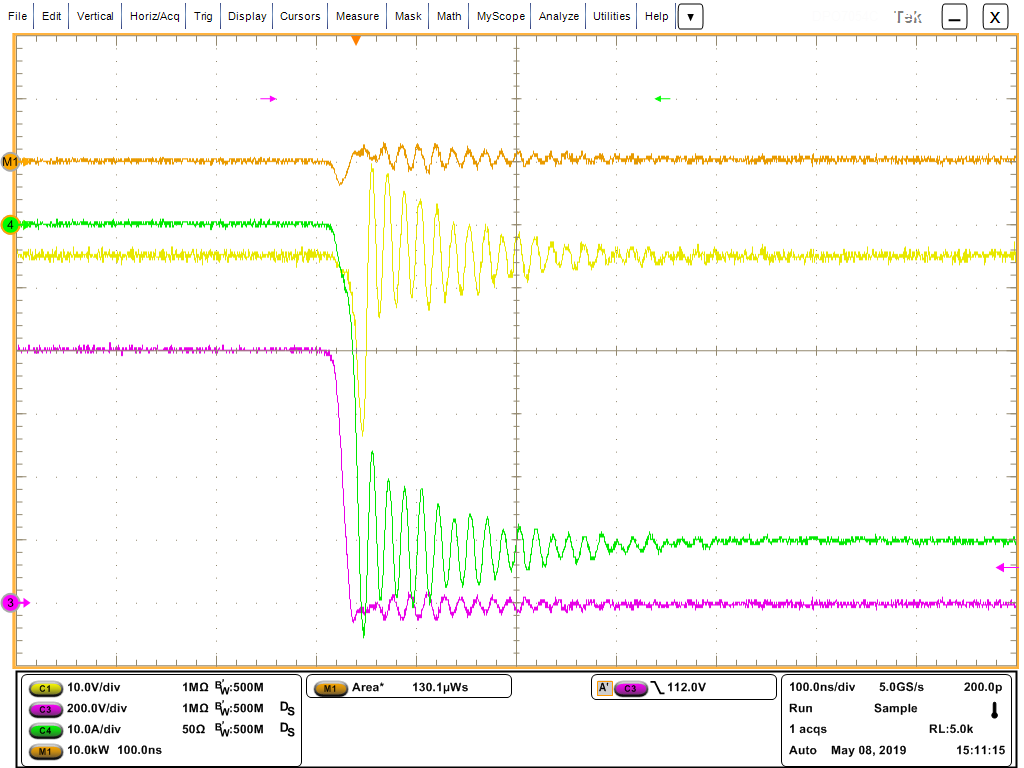 File Edit Vertical Horiz/Acq Trig Display Cursors Measure Mask Math MyScope Analyze Utilities Help ▼ Tek X
M1
4
3
C1 10.0V/div 1MΩ BW:500M
C3 200.0V/div 1MΩ BW:500M DS
C4 10.0A/div 50Ω BW:500M DS
M1 10.0kW 100.0ns
M1 Area* 130.1µWs
A' C3 112.0V
100.0ns/div 5.0GS/s 200.0p
Run Sample
1 acqs RL:5.0k
Auto May 08, 2019 15:11:15